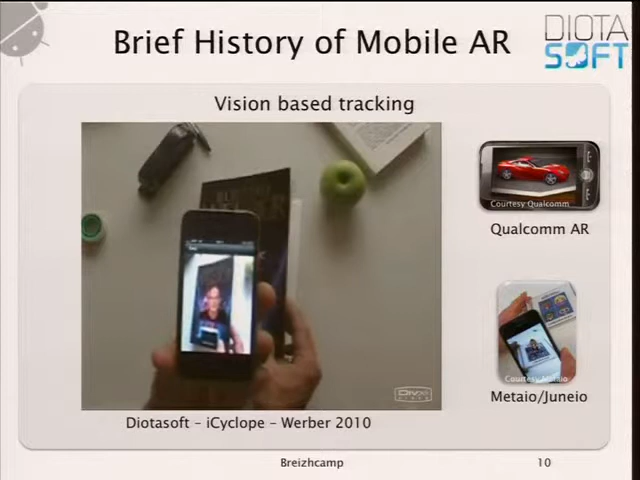 Brief History of Mobile AR
DIOTA
SOFT
Vision based tracking
Courtesy Qualcomm
Qualcomm AR
Courtesy Metaio
Metaio/Juneio
DivX
Diotasoft – iCyclope – Werber 2010
Breizhcamp
10